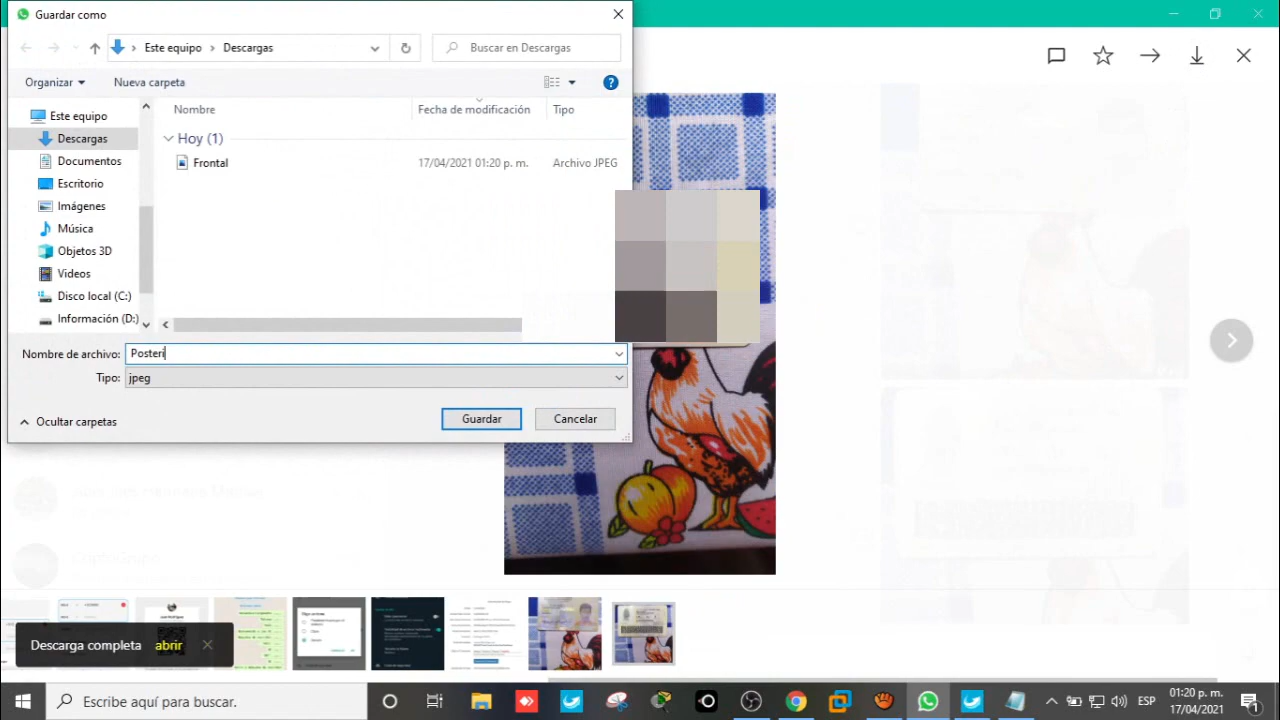 Guardar como
Este equipo > Descargas
Buscar en Descargas
Organizar
Nueva carpeta
Nombre
Fecha de modificación
Tipo
Este equipo
Descargas
Documentos
Escritorio
Imágenes
Música
Objetos 3D
Videos
Disco local (C:)
Información (D:)
Hoy (1)
Frontal
17/04/2021 01:20 p. m.
Archivo JPEG
Nombre de archivo:
Posteri
Tipo:
jpeg
Ocultar carpetas
Guardar
Cancelar
Descarga completa
abrir
Escribe aquí para buscar.
ESP
01:20 p. m.
17/04/2021
1